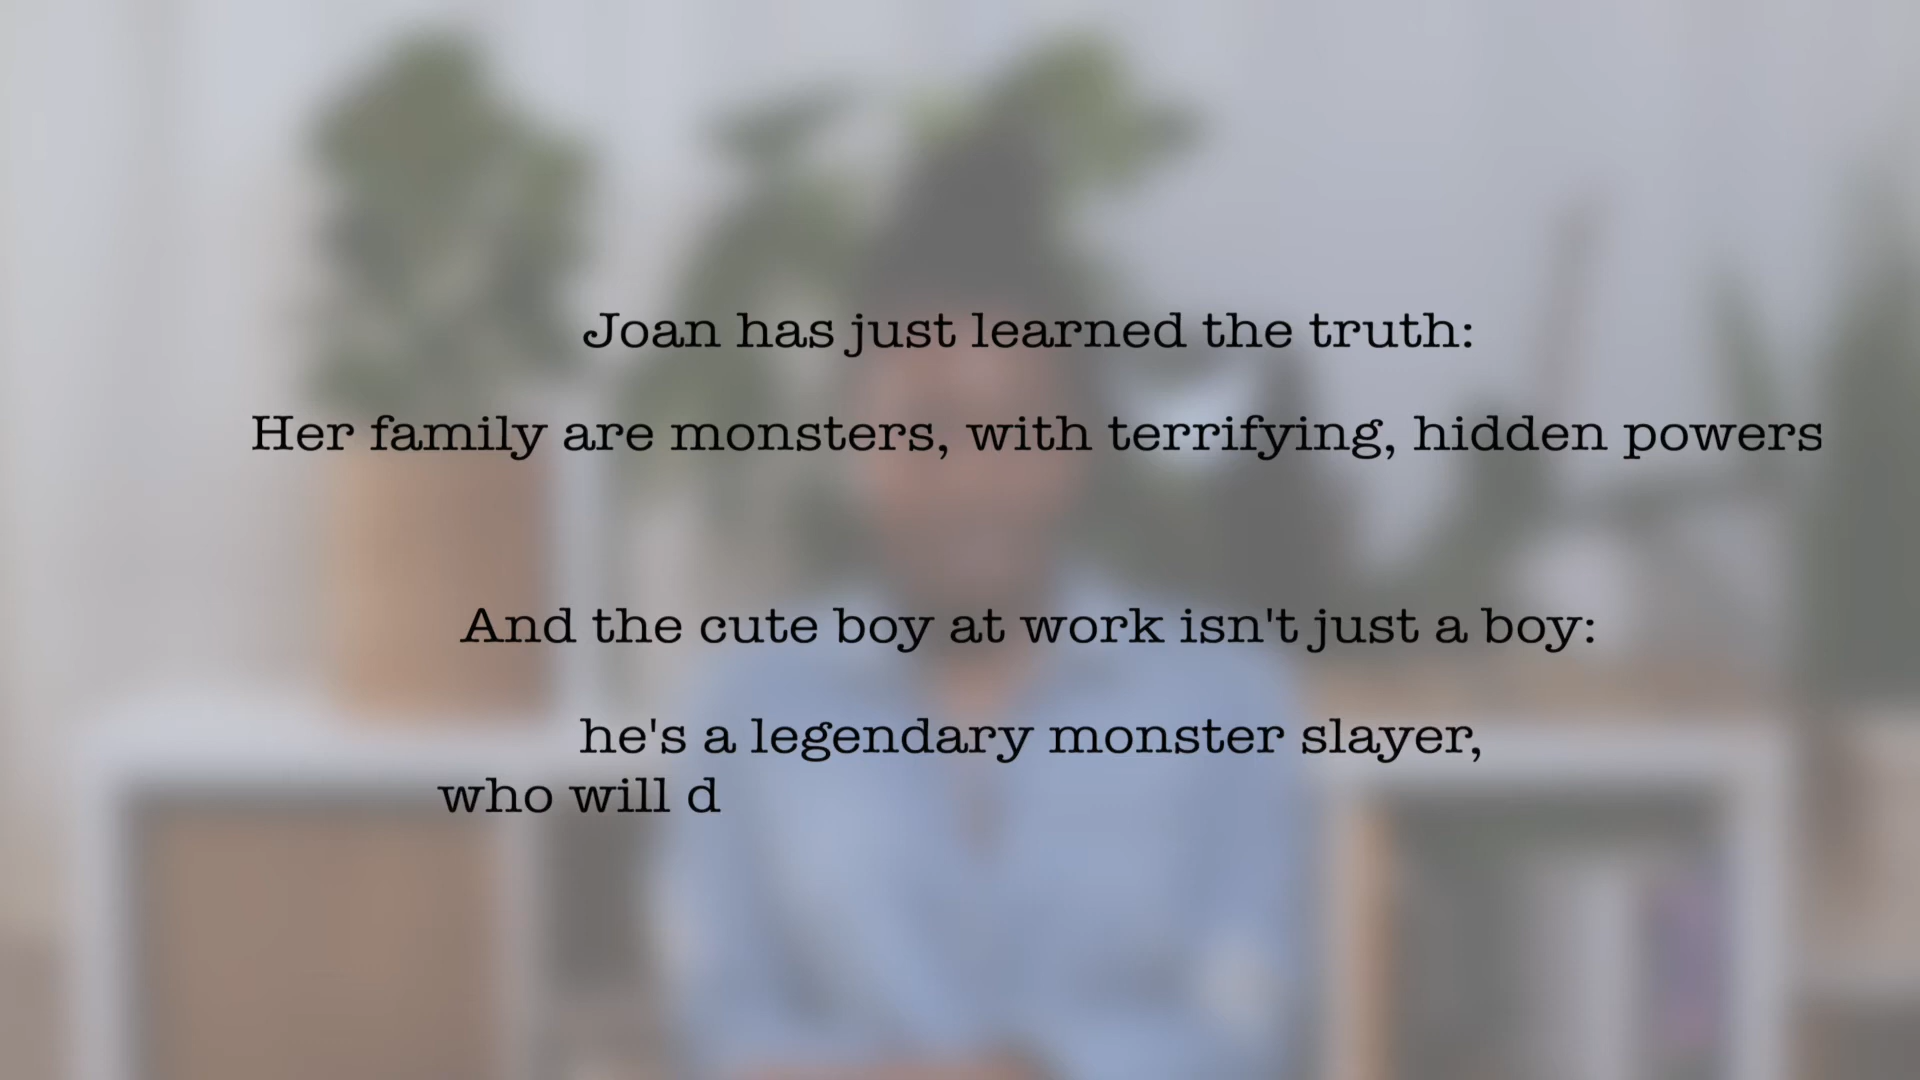 Joan has just learned the truth:
Her family are monsters, with terrifying, hidden powers
And the cute boy at work isn't just a boy:
he's a legendary monster slayer,
who will d